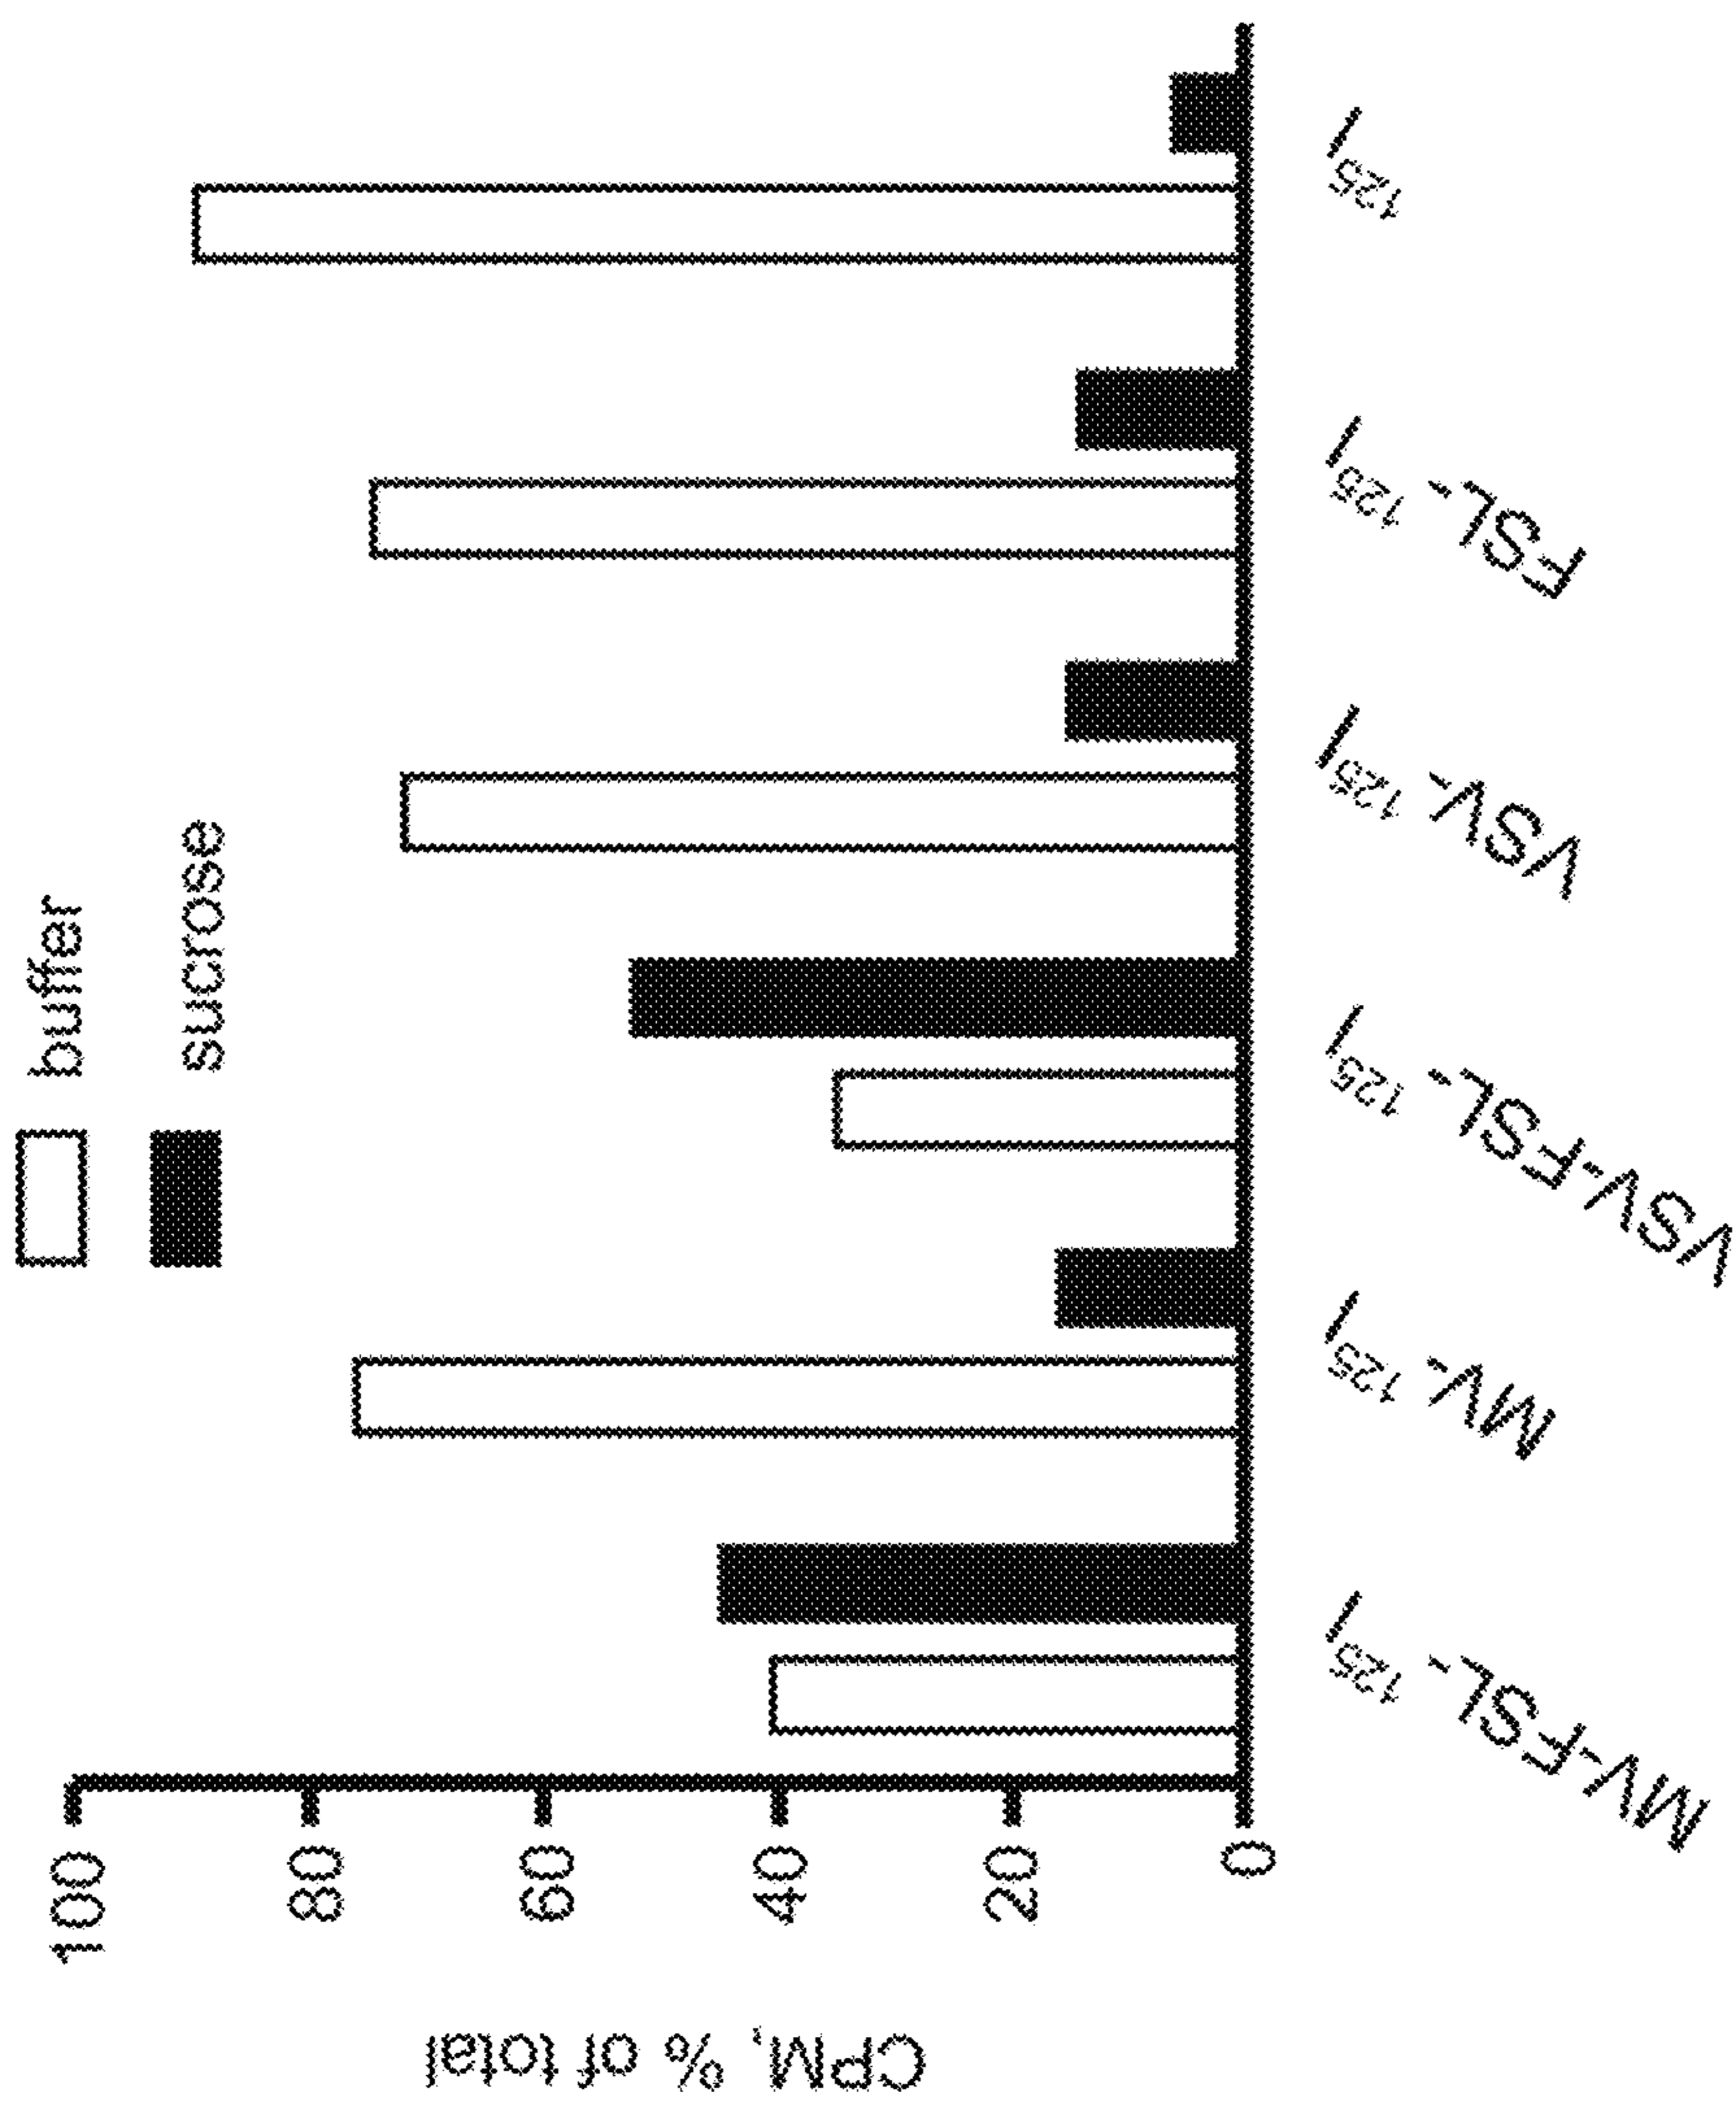 buffer
sucrose
CPM, % of total
100
80
60
40
20
0
MV-FSL- ¹²⁵I
MV- ¹²⁵I
VSV-FSL- ¹²⁵I
VSV- ¹²⁵I
FSL- ¹²⁵I
¹²⁵I